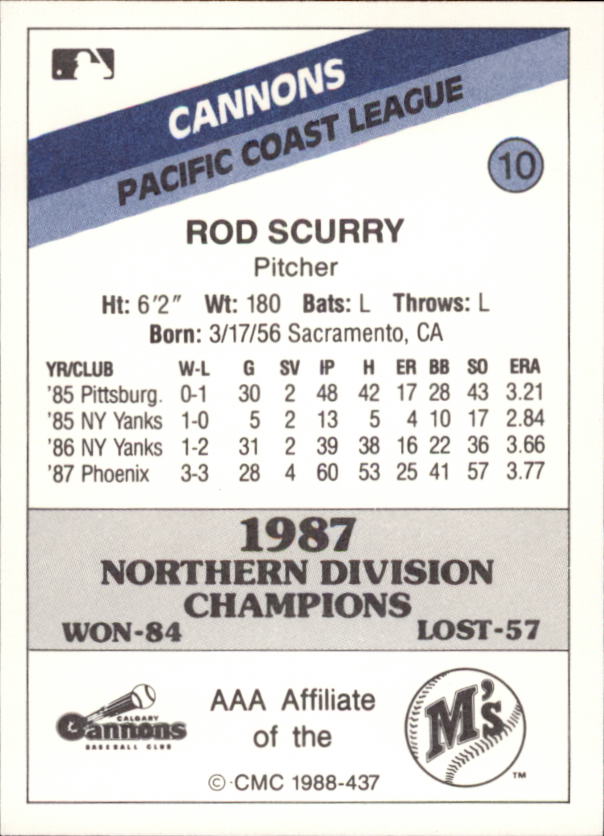 CANNONS
PACIFIC COAST LEAGUE
10
ROD SCURRY
Pitcher
Ht: 6'2" Wt: 180 Bats: L Throws: L
Born: 3/17/56 Sacramento, CA
YR/CLUB W-L G SV IP H ER BB SO ERA
'85 Pittsburg. 0-1 30 2 48 42 17 28 43 3.21
'85 NY Yanks 1-0 5 2 13 5 4 10 17 2.84
'86 NY Yanks 1-2 31 2 39 38 16 22 36 3.66
'87 Phoenix 3-3 28 4 60 53 25 41 57 3.77
1987
NORTHERN DIVISION
CHAMPIONS
WON-84 LOST-57
CALGARY
Cannons
BASEBALL CLUB
AAA Affiliate
of the
M's
TM
© CMC 1988-437